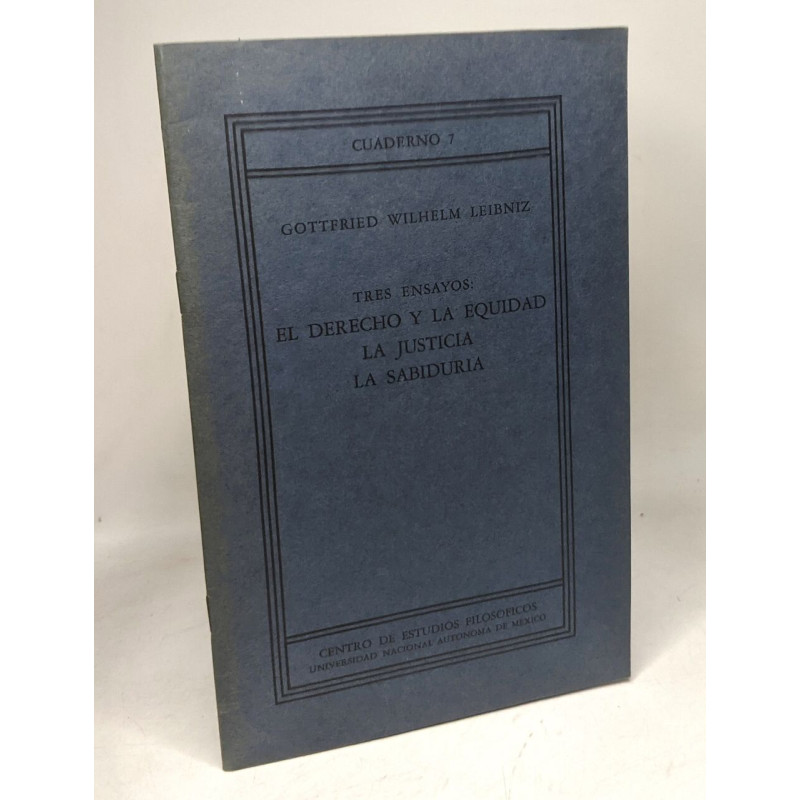 CUADERNO 7
GOTTFRIED WILHELM LEIBNIZ
TRES ENSAYOS:
EL DERECHO Y LA EQUIDAD
LA JUSTICIA
LA SABIDURIA
CENTRO DE ESTUDIOS FILOSOFICOS
UNIVERSIDAD NACIONAL AUTONOMA DE MEXICO